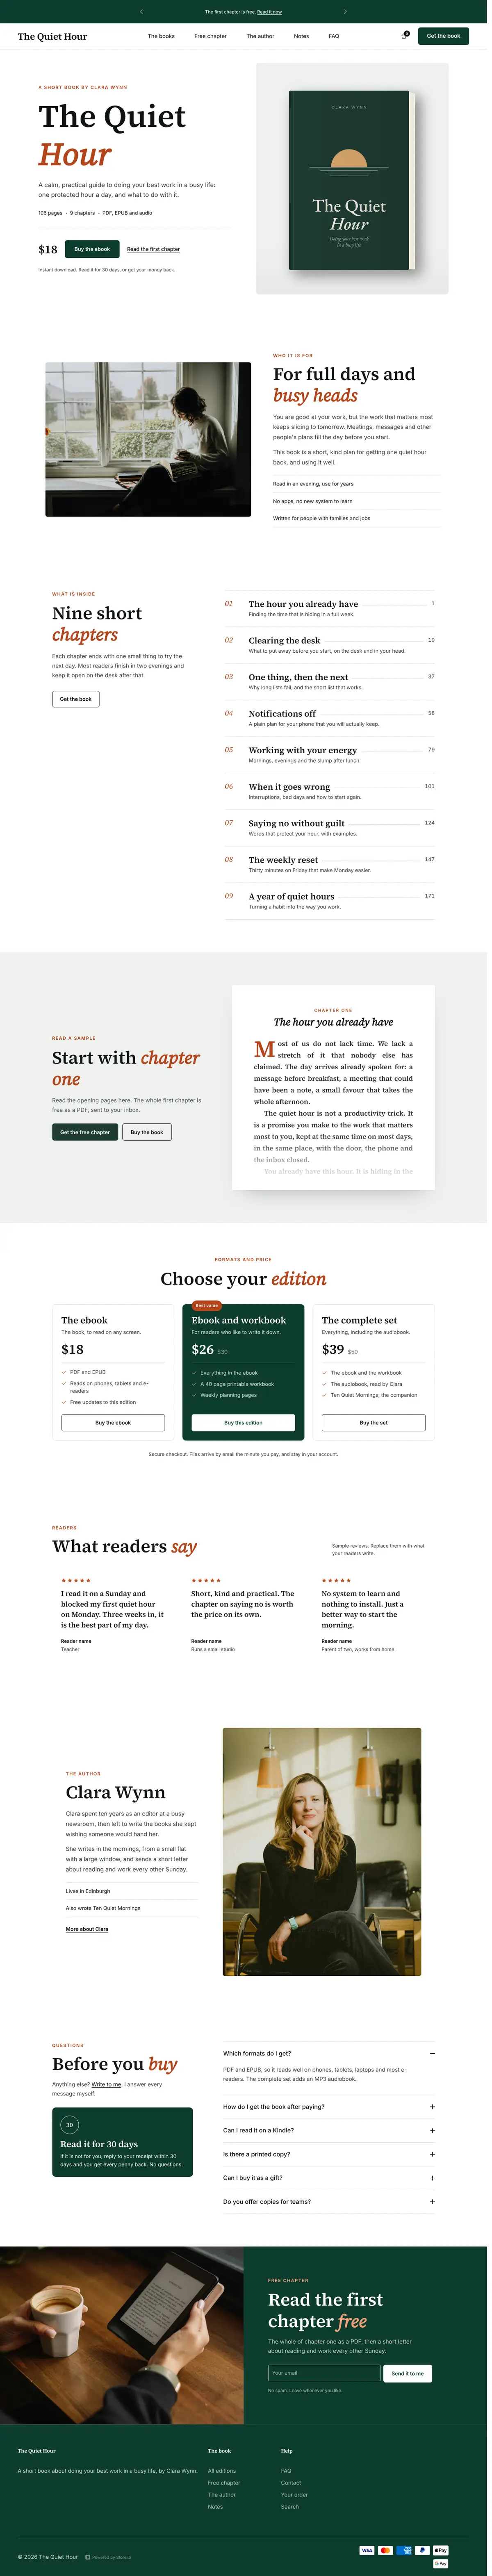 The first chapter is free. Read it now
The Quiet Hour
The books
Free chapter
The author
Notes
FAQ
0
Get the book
A SHORT BOOK BY CLARA WYNN
The Quiet
Hour
A calm, practical guide to doing your best work in a busy life:
one protected hour a day, and what to do with it.
196 pages · 9 chapters · PDF, EPUB and audio
$18
Buy the ebook
Read the first chapter
Instant download. Read it for 30 days, or get your money back.
CLARA WYNN
The Quiet
Hour
Doing your best work
in a busy life
WHO IT IS FOR
For full days and
busy heads
You are good at your work, but the work that matters most
keeps sliding to tomorrow. Meetings, messages and other
people's plans fill the day before you start.
This book is a short, kind plan for getting one quiet hour
back, and using it well.
Read in an evening, use for years
No apps, no new system to learn
Written for people with families and jobs
WHAT IS INSIDE
Nine short
chapters
Each chapter ends with one small thing to try the
next day. Most readers finish in two evenings and
keep it open on the desk after that.
Get the book
01 The hour you already have 1
Finding the time that is hiding in a full week.
02 Clearing the desk 19
What to put away before you start, on the desk and in your head.
03 One thing, then the next 37
Why long lists fail, and the short list that works.
04 Notifications off 58
A plain plan for your phone that you will actually keep.
05 Working with your energy 79
Mornings, evenings and the slump after lunch.
06 When it goes wrong 101
Interruptions, bad days and how to start again.
07 Saying no without guilt 124
Words that protect your hour, with examples.
08 The weekly reset 147
Thirty minutes on Friday that make Monday easier.
09 A year of quiet hours 171
Turning a habit into the way you work.
READ A SAMPLE
Start with chapter
one
Read the opening pages here. The whole first chapter is
free as a PDF, sent to your inbox.
Get the free chapter
Buy the book
CHAPTER ONE
The hour you already have
Most of us do not lack time. We lack a
stretch of it that nobody else has
claimed. The day arrives already spoken for: a
message before breakfast, a meeting that could
have been a note, a small favour that takes the
whole afternoon.
The quiet hour is not a productivity trick. It
is a promise you make to the work that matters
most to you, kept at the same time on most days,
in the same place, with the door, the phone and
the inbox closed.
You already have this hour. It is hiding in the
FORMATS AND PRICE
Choose your edition
The ebook
The book, to read on any screen.
$18
PDF and EPUB
Reads on phones, tablets and e-
readers
Free updates to this edition
Buy the ebook
Best value
Ebook and workbook
For readers who like to write it down.
$26 $30
Everything in the ebook
A 40 page printable workbook
Weekly planning pages
Buy this edition
The complete set
Everything, including the audiobook.
$39 $50
The ebook and the workbook
The audiobook, read by Clara
Ten Quiet Mornings, the companion
Buy the set
Secure checkout. Files arrive by email the minute you pay, and stay in your account.
READERS
What readers say
Sample reviews. Replace them with what
your readers write.
I read it on a Sunday and
blocked my first quiet hour
on Monday. Three weeks in, it
is the best part of my day.
Reader name
Teacher
Short, kind and practical. The
chapter on saying no is worth
the price on its own.
Reader name
Runs a small studio
No system to learn and
nothing to install. Just a
better way to start the
morning.
Reader name
Parent of two, works from home
THE AUTHOR
Clara Wynn
Clara spent ten years as an editor at a busy
newsroom, then left to write the books she kept
wishing someone would hand her.
She writes in the mornings, from a small flat
with a large window, and sends a short letter
about reading and work every other Sunday.
Lives in Edinburgh
Also wrote Ten Quiet Mornings
More about Clara
QUESTIONS
Before you buy
Anything else? Write to me. I answer every
message myself.
30
Read it for 30 days
If it is not for you, reply to your receipt within 30
days and you get every penny back. No questions.
Which formats do I get?
PDF and EPUB, so it reads well on phones, tablets, laptops and most e-
readers. The complete set adds an MP3 audiobook.
How do I get the book after paying?
Can I read it on a Kindle?
Is there a printed copy?
Can I buy it as a gift?
Do you offer copies for teams?
FREE CHAPTER
Read the first
chapter free
The whole of chapter one as a PDF, then a short letter
about reading and work every other Sunday.
Your email
Send it to me
No spam. Leave whenever you like.
The Quiet Hour
A short book about doing your best work in a busy life, by Clara Wynn.
The book
All editions
Free chapter
The author
Notes
Help
FAQ
Contact
Your order
Search
© 2026 The Quiet Hour
VISA
Pay
G Pay